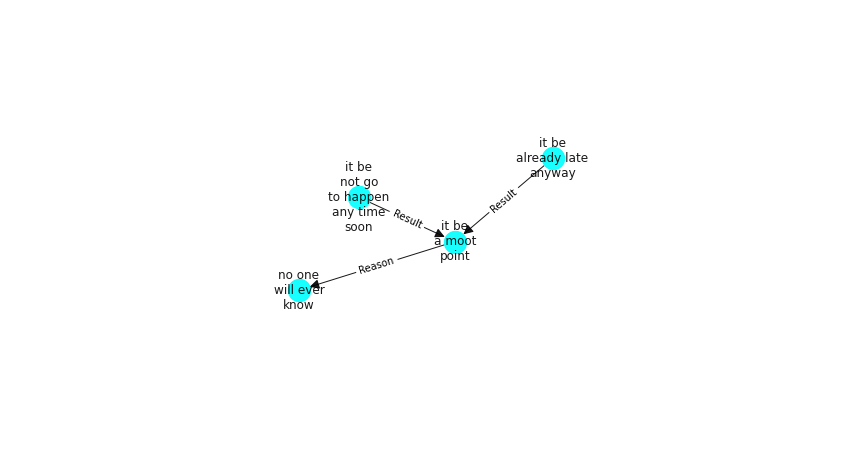 it be
already late
anyway
it be
not go
to happen
any time
soon
Result
Result
it be
a moot
point
Reason
no one
will ever
know